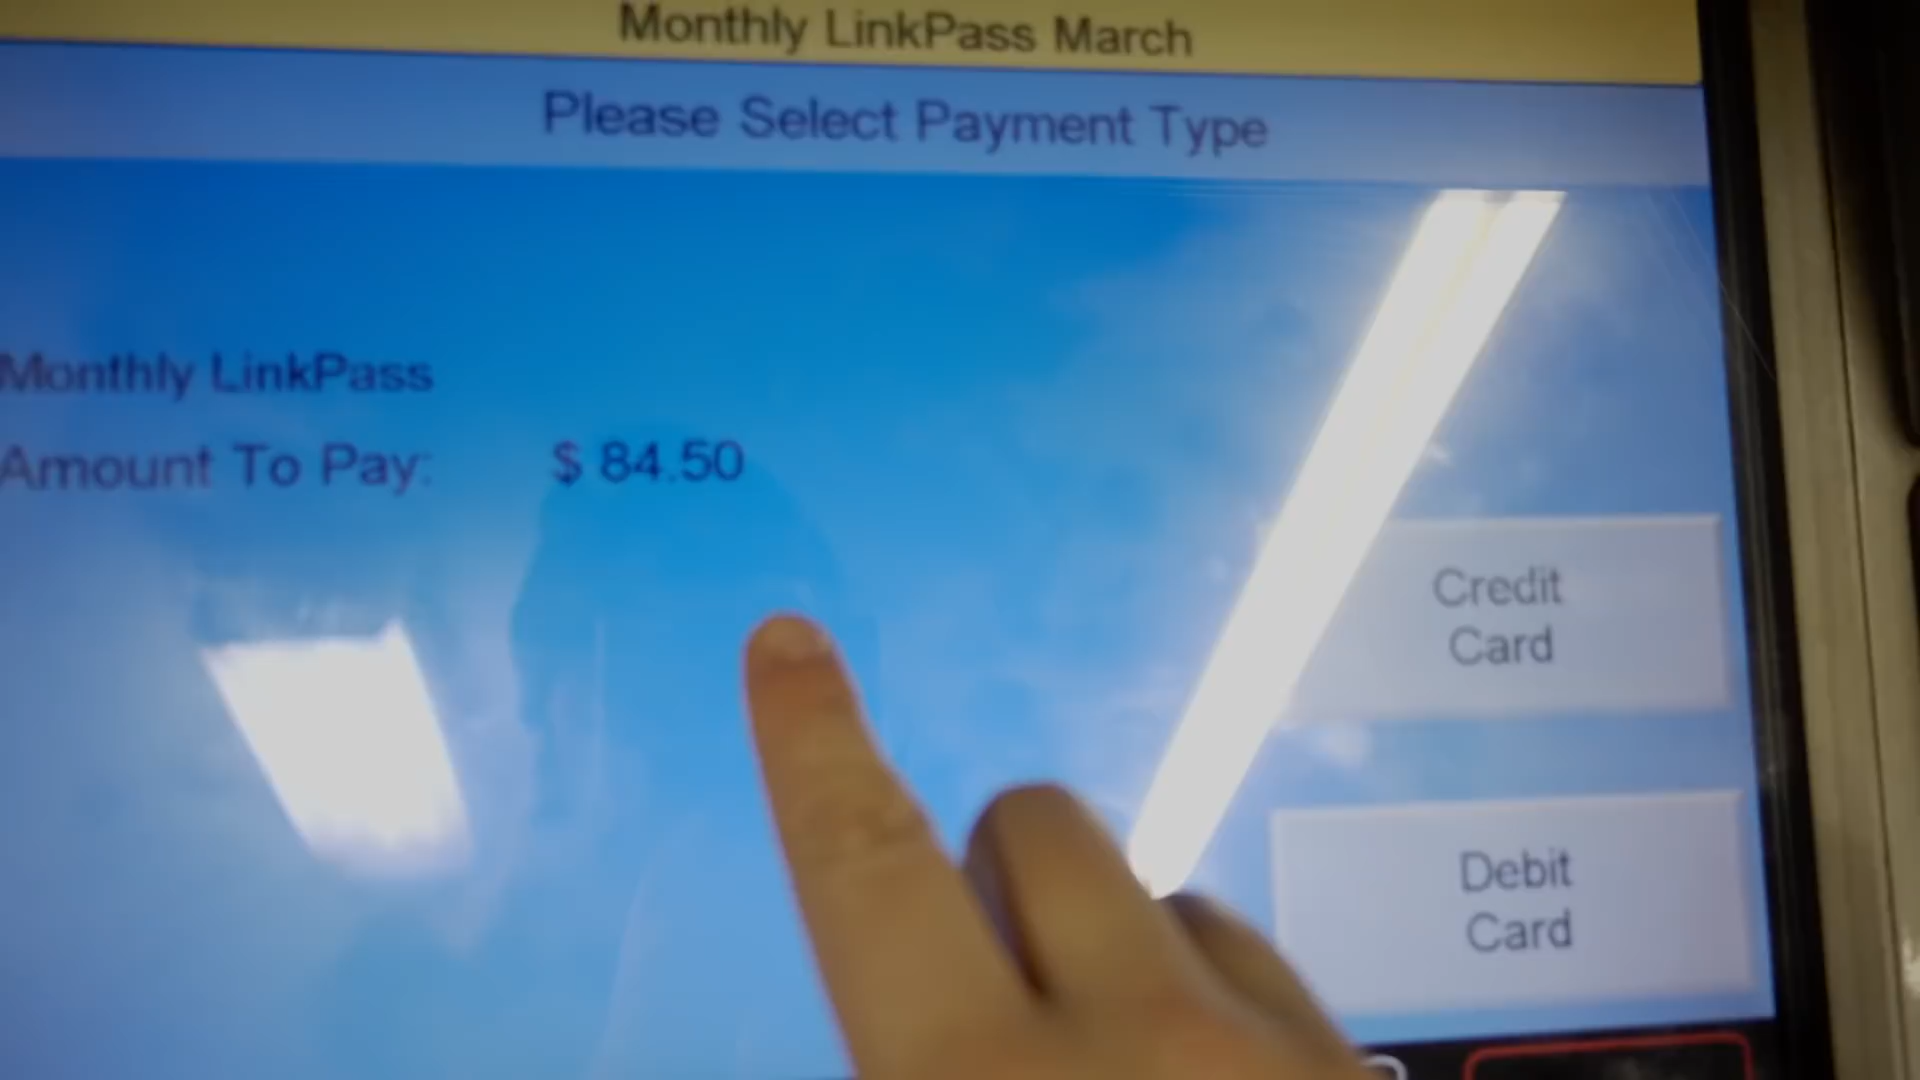 Monthly LinkPass March
Please Select Payment Type
Monthly LinkPass
Amount To Pay: $ 84.50
Credit
Card
Debit
Card